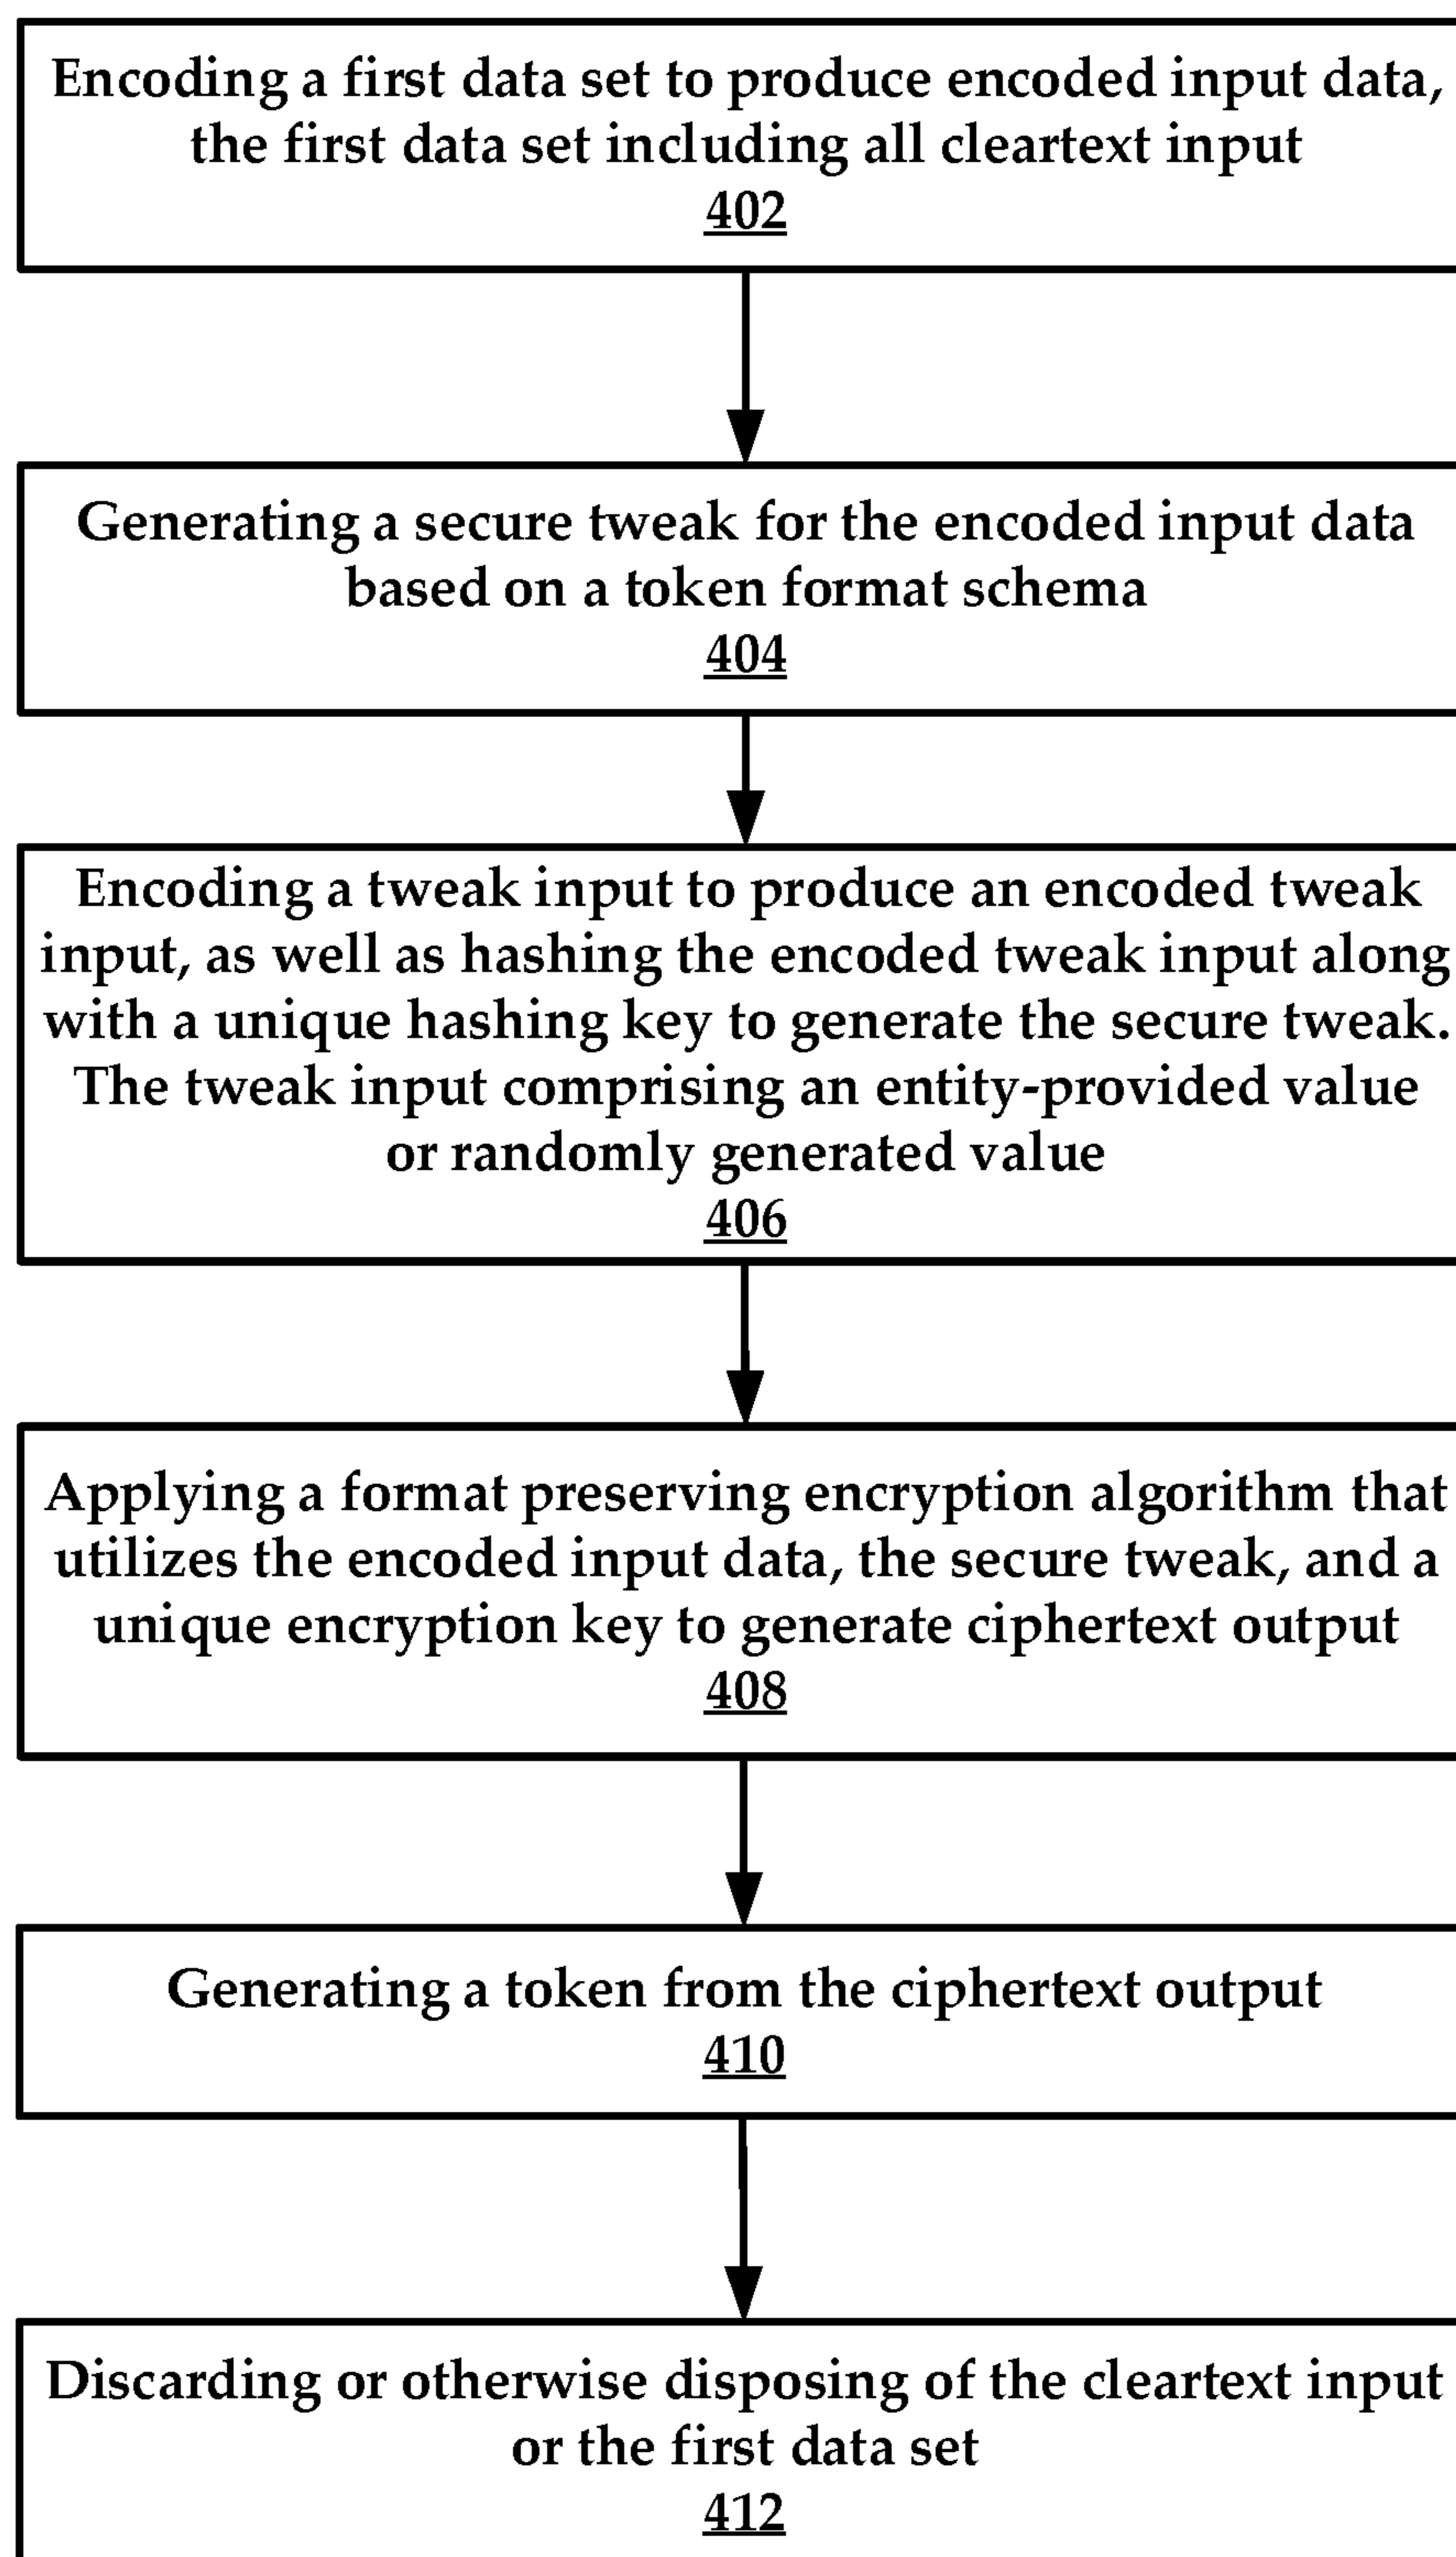 Encoding a first data set to produce encoded input data,
the first data set including all cleartext input
402
Generating a secure tweak for the encoded input data
based on a token format schema
404
Encoding a tweak input to produce an encoded tweak
input, as well as hashing the encoded tweak input along
with a unique hashing key to generate the secure tweak.
The tweak input comprising an entity-provided value
or randomly generated value
406
Applying a format preserving encryption algorithm that
utilizes the encoded input data, the secure tweak, and a
unique encryption key to generate ciphertext output
408
Generating a token from the ciphertext output
410
Discarding or otherwise disposing of the cleartext input
or the first data set
412